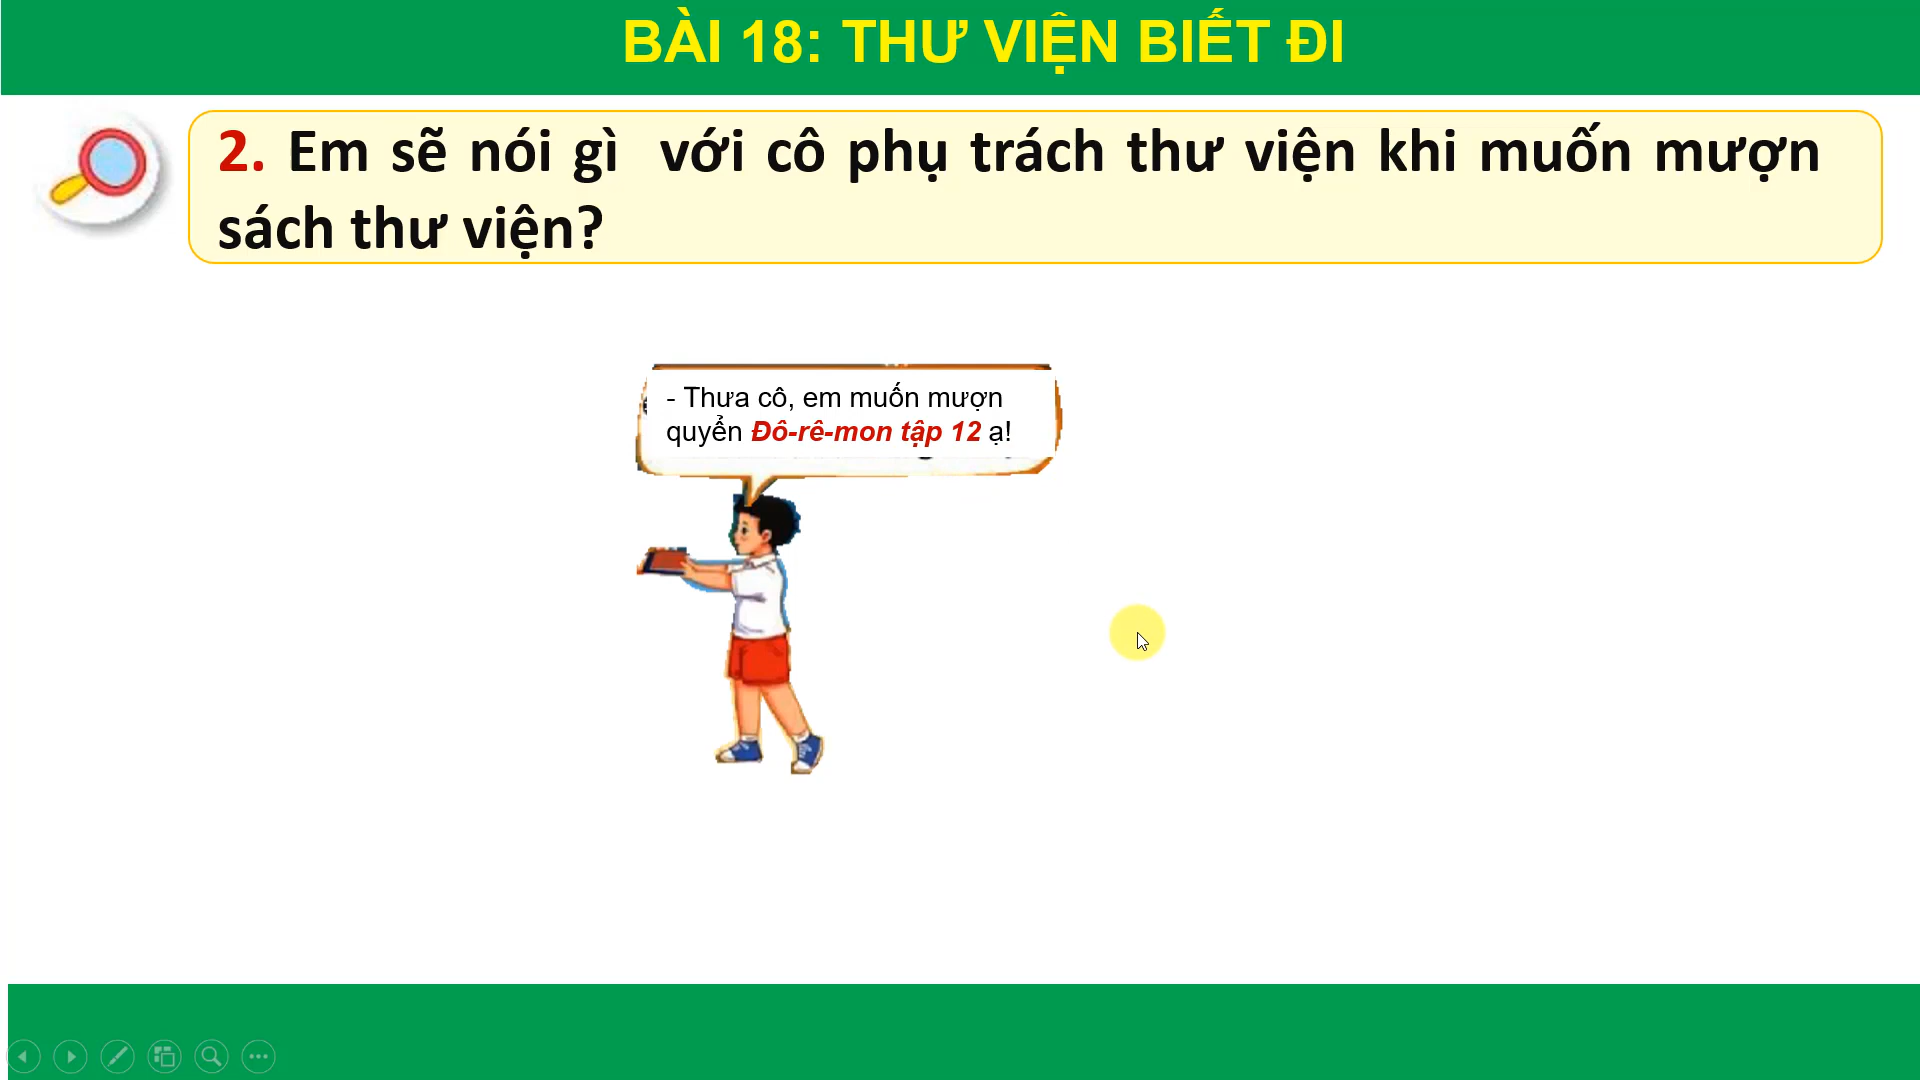 BÀI 18: THƯ VIỆN BIẾT ĐI
2. Em sẽ nói gì với cô phụ trách thư viện khi muốn mượn
sách thư viện?
- Thưa cô, em muốn mượn
quyển Đô-rê-mon tập 12 ạ!